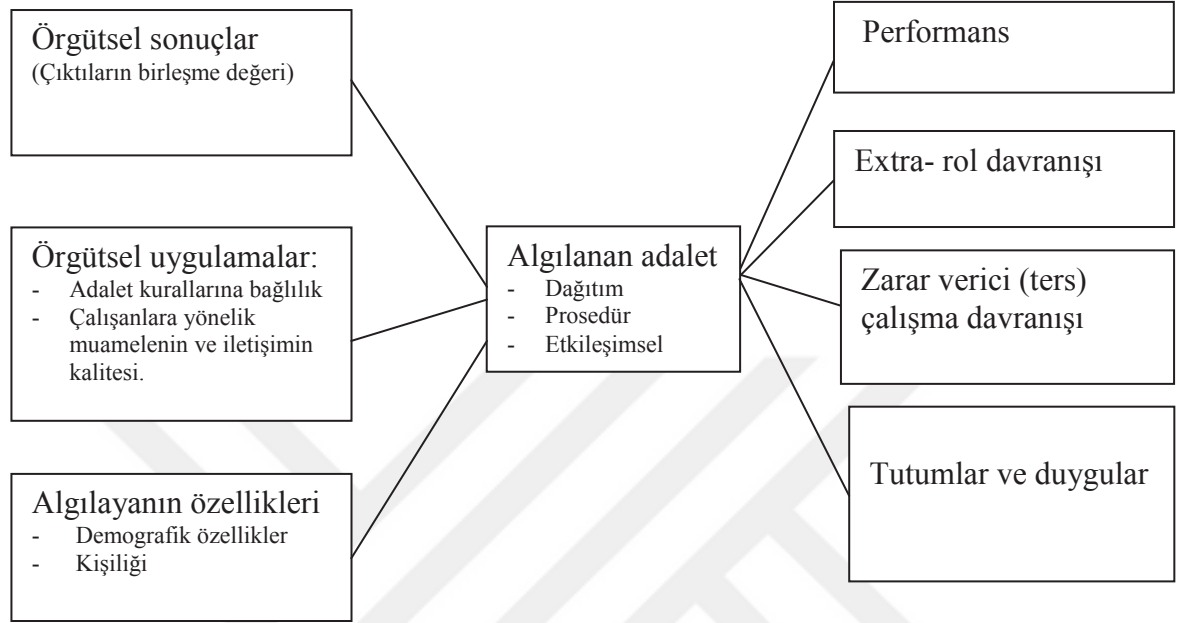 Örgütsel sonuçlar
(Çıktıların birleşme değeri)
Örgütsel uygulamalar:
- Adalet kurallarına bağlılık
- Çalışanlara yönelik
muamelenin ve iletişimin
kalitesi.
Algılayanın özellikleri
- Demografik özellikler
- Kişiliği
Algılanan adalet
- Dağıtım
- Prosedür
- Etkileşimsel
Performans
Extra- rol davranışı
Zarar verici (ters)
çalışma davranışı
Tutumlar ve duygular